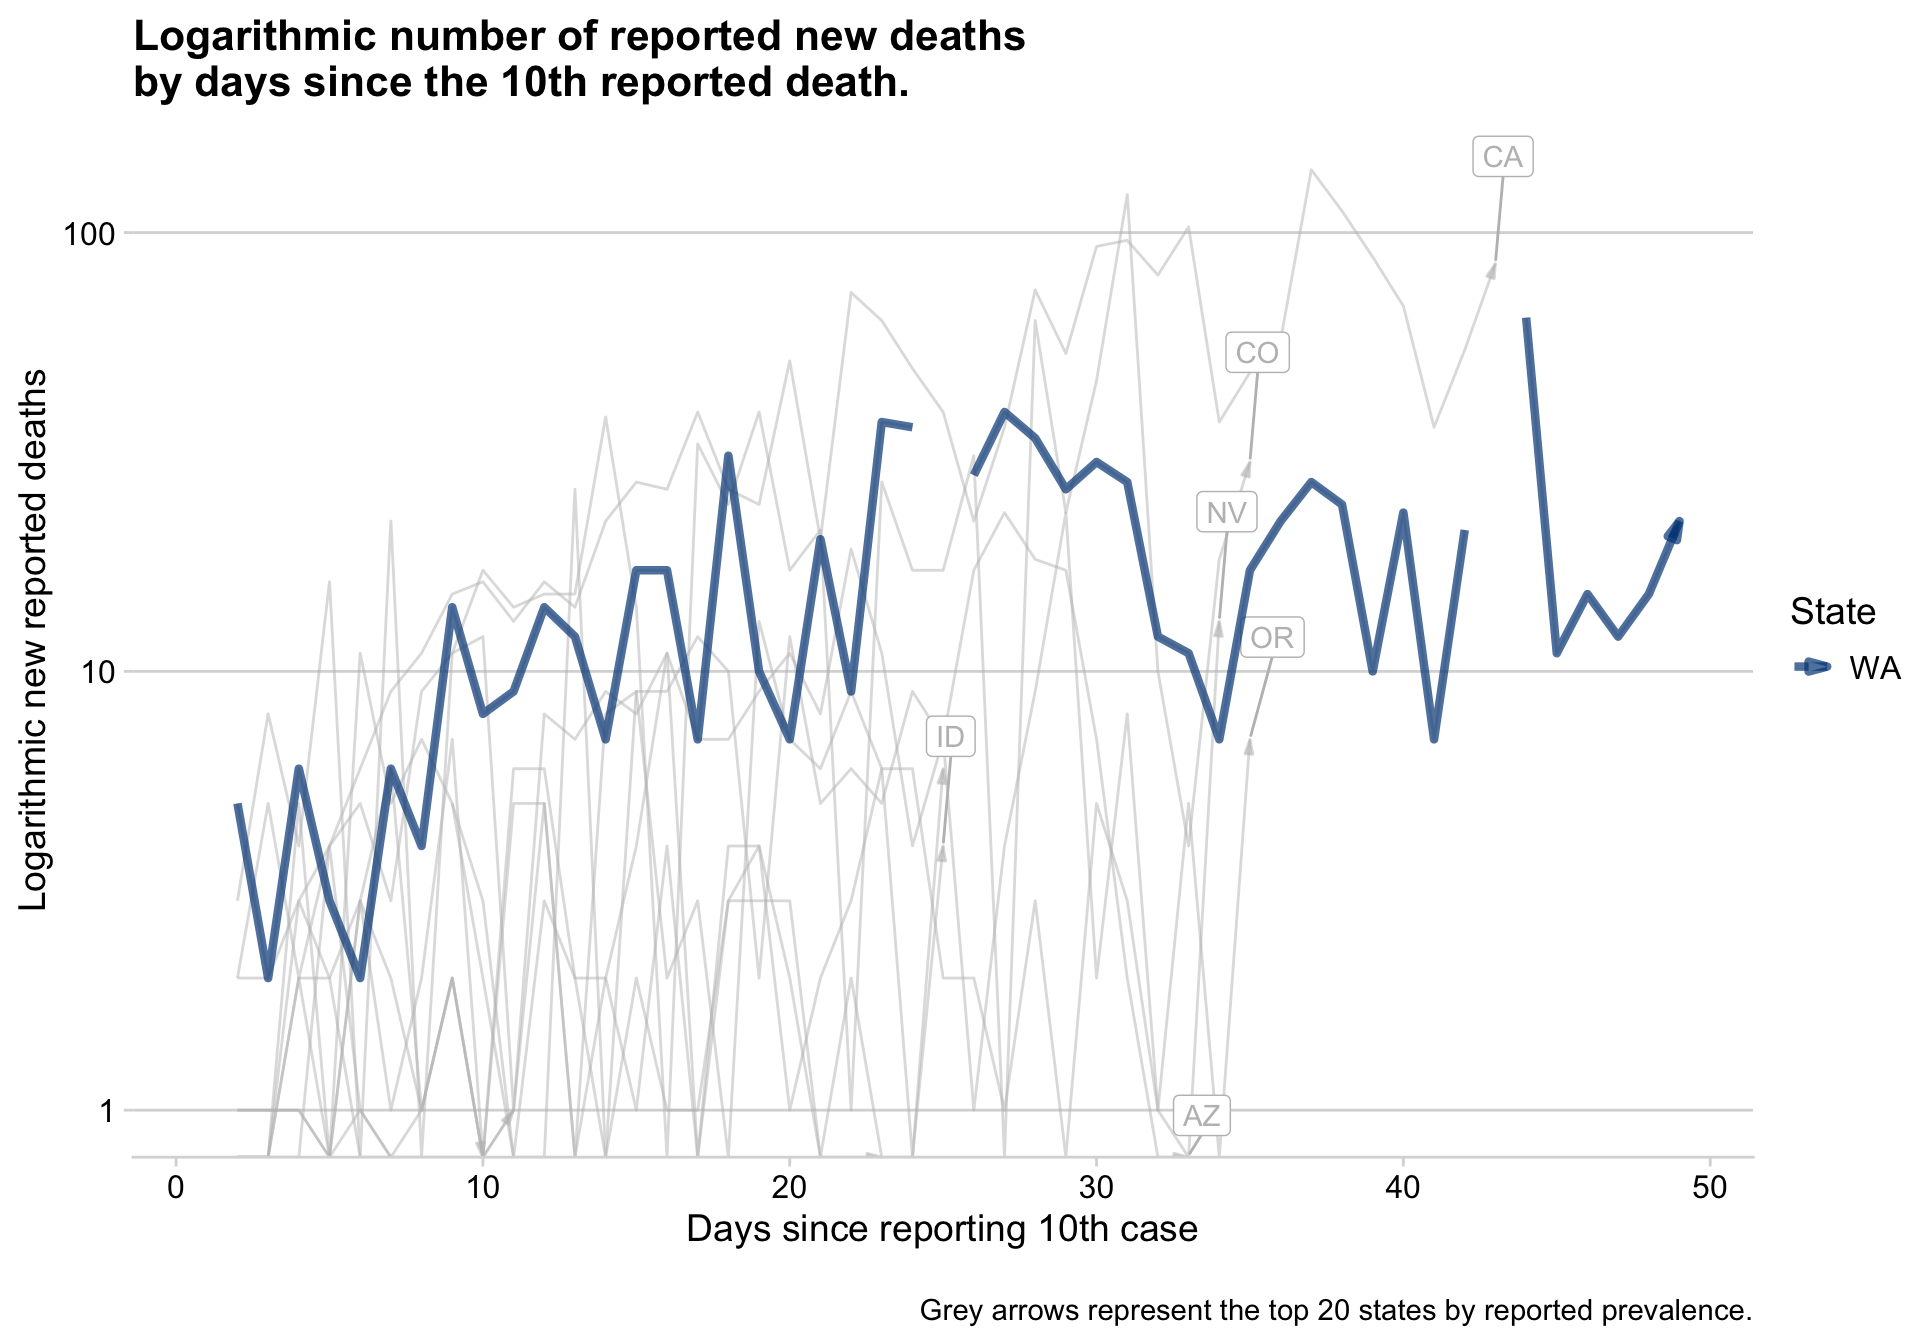 Logarithmic number of reported new deaths
by days since the 10th reported death.
CA
100
CO
NV
OR
10
ID
AZ
1
0 10 20 30 40 50
Logarithmic new reported deaths
Days since reporting 10th case
State
WA
Grey arrows represent the top 20 states by reported prevalence.